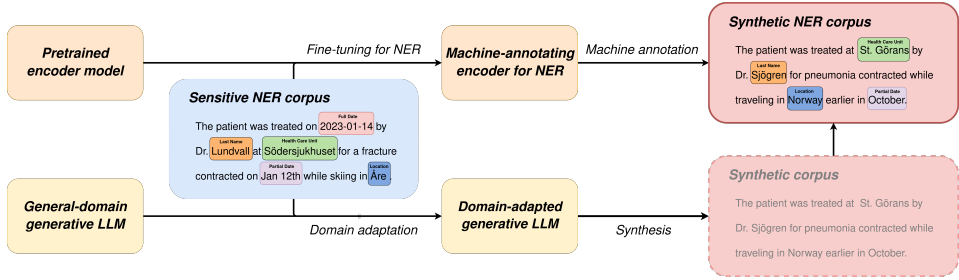 Pretrained
encoder model
Fine-tuning for NER
Machine-annotating
encoder for NER
Machine annotation
Synthetic NER corpus
Health Care Unit
The patient was treated at St. Görans by
Last Name
Dr. Sjögren for pneumonia contracted while
Location Partial Date
traveling in Norway earlier in October.
Sensitive NER corpus
Full Date
The patient was treated on 2023-01-14 by
Last Name Health Care Unit
Dr. Lundvall at Södersjukhuset for a fracture
Partial Date Location
contracted on Jan 12th while skiing in Åre .
General-domain
generative LLM
Domain adaptation
Domain-adapted
generative LLM
Synthesis
Synthetic corpus
The patient was treated at St. Görans by
Dr. Sjögren for pneumonia contracted while
traveling in Norway earlier in October.